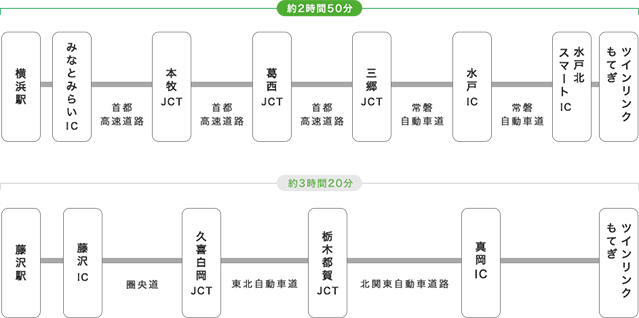 約2時間50分
横浜駅
みなとみらいIC
首都
高速道路
本牧JCT
首都
高速道路
葛西JCT
首都
高速道路
三郷JCT
常磐
自動車道
水戸IC
常磐
自動車道
水戸北
スマートIC
ツインリンク
もてぎ
約3時間20分
藤沢駅
藤沢IC
圏央道
久喜白岡JCT
東北自動車道
栃木都賀JCT
北関東自動車道路
真岡IC
ツインリンク
もてぎ